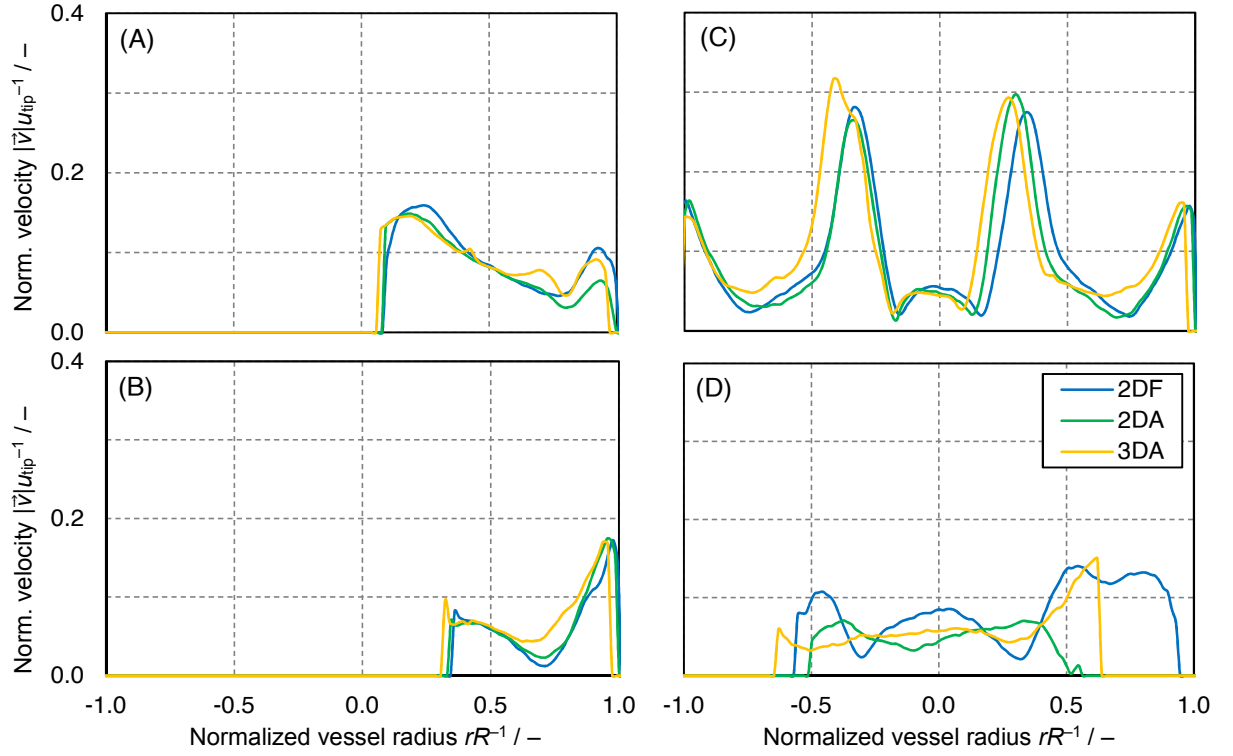 0.4
(A)
(C)
Norm. velocity |v⃗|uₜᵢₚ⁻¹ / –
0.2
0.0
0.4
(B)
(D)
2DF
2DA
3DA
Norm. velocity |v⃗|uₜᵢₚ⁻¹ / –
0.2
0.0
-1.0 -0.5 0.0 0.5 1.0
-1.0 -0.5 0.0 0.5 1.0
Normalized vessel radius rR⁻¹ / –
Normalized vessel radius rR⁻¹ / –